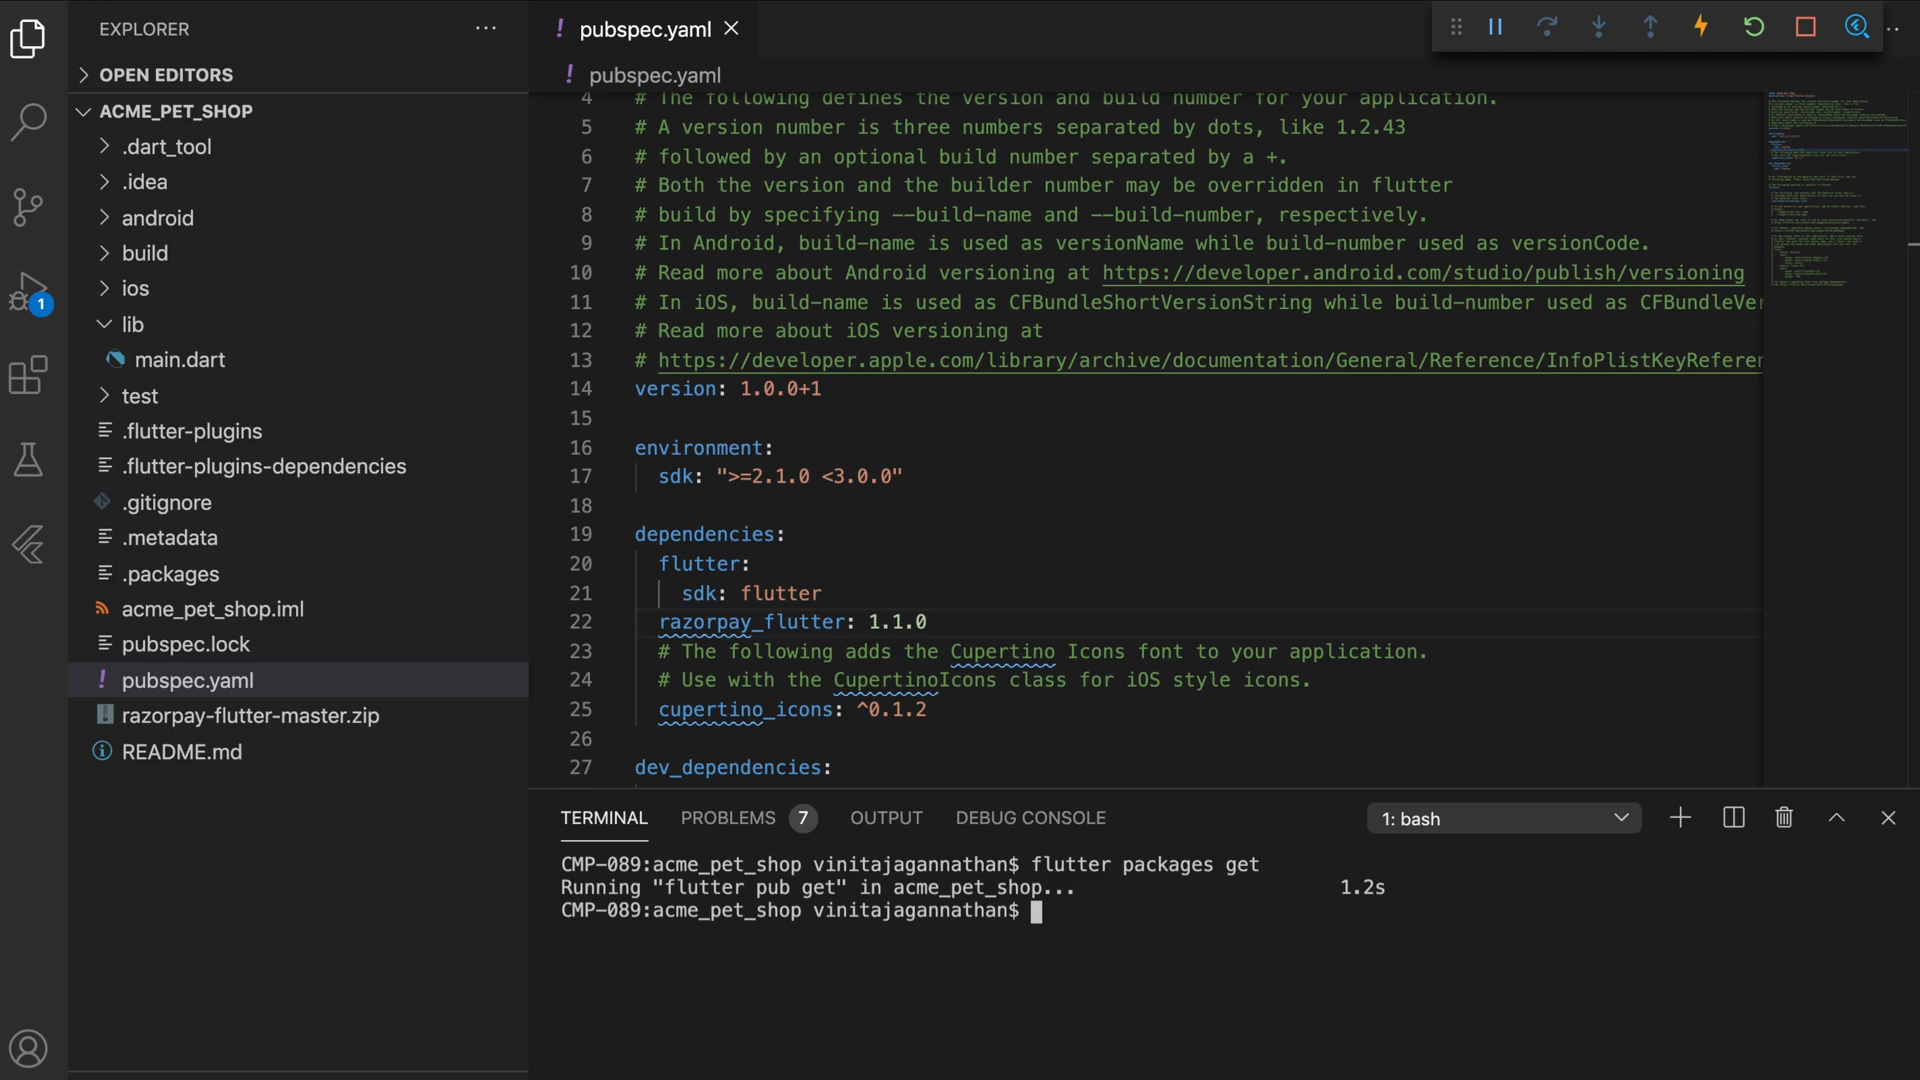 EXPLORER
OPEN EDITORS
ACME_PET_SHOP
.dart_tool
.idea
android
build
ios
lib
main.dart
test
.flutter-plugins
.flutter-plugins-dependencies
.gitignore
.metadata
.packages
acme_pet_shop.iml
pubspec.lock
pubspec.yaml
razorpay-flutter-master.zip
README.md
1
! pubspec.yaml
! pubspec.yaml
4 # The following defines the version and build number for your application.
5 # A version number is three numbers separated by dots, like 1.2.43
6 # followed by an optional build number separated by a +.
7 # Both the version and the builder number may be overridden in flutter
8 # build by specifying --build-name and --build-number, respectively.
9 # In Android, build-name is used as versionName while build-number used as versionCode.
10 # Read more about Android versioning at https://developer.android.com/studio/publish/versioning
11 # In iOS, build-name is used as CFBundleShortVersionString while build-number used as CFBundleVer
12 # Read more about iOS versioning at
13 # https://developer.apple.com/library/archive/documentation/General/Reference/InfoPlistKeyReferen
14 version: 1.0.0+1
15
16 environment:
17 sdk: ">=2.1.0 <3.0.0"
18
19 dependencies:
20 flutter:
21 sdk: flutter
22 razorpay_flutter: 1.1.0
23 # The following adds the Cupertino Icons font to your application.
24 # Use with the CupertinoIcons class for iOS style icons.
25 cupertino_icons: ^0.1.2
26
27 dev_dependencies:
TERMINAL PROBLEMS 7 OUTPUT DEBUG CONSOLE 1: bash
CMP-089:acme_pet_shop vinitajagannathan$ flutter packages get
Running "flutter pub get" in acme_pet_shop... 1.2s
CMP-089:acme_pet_shop vinitajagannathan$